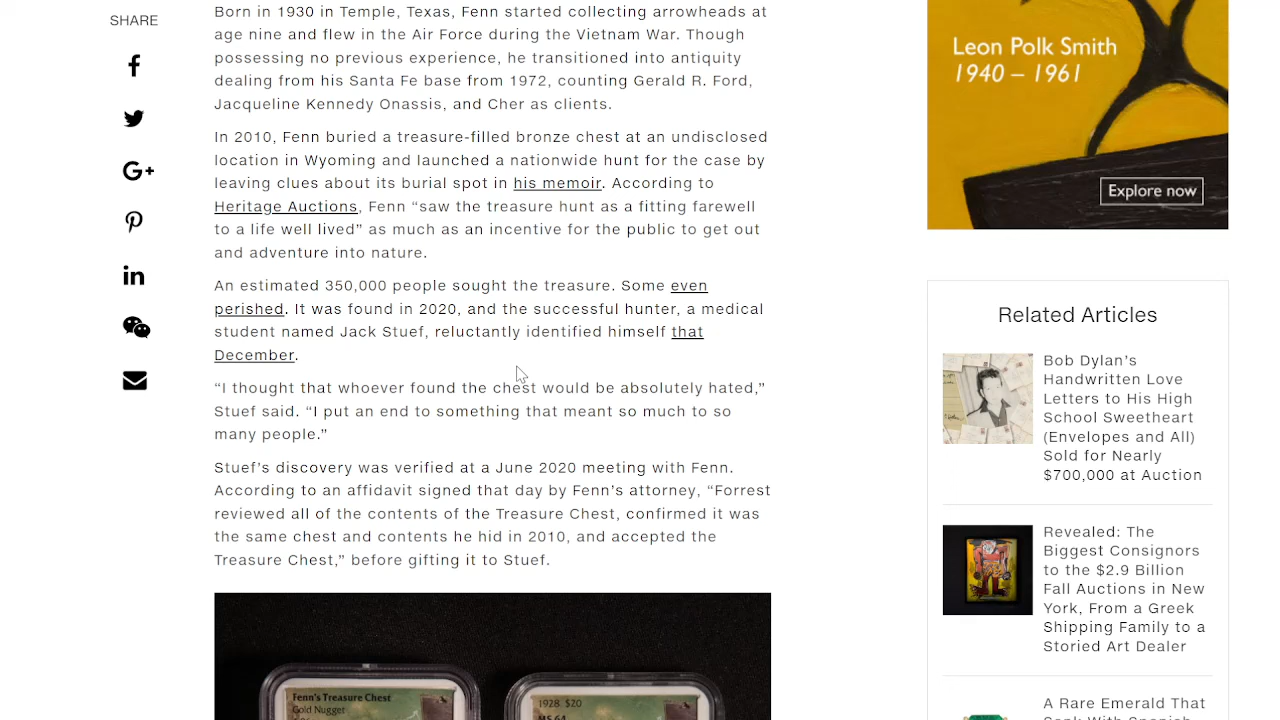 SHARE
Born in 1930 in Temple, Texas, Fenn started collecting arrowheads at
age nine and flew in the Air Force during the Vietnam War. Though
possessing no previous experience, he transitioned into antiquity
dealing from his Santa Fe base from 1972, counting Gerald R. Ford,
Jacqueline Kennedy Onassis, and Cher as clients.
In 2010, Fenn buried a treasure-filled bronze chest at an undisclosed
location in Wyoming and launched a nationwide hunt for the case by
leaving clues about its burial spot in his memoir. According to
Heritage Auctions, Fenn “saw the treasure hunt as a fitting farewell
to a life well lived” as much as an incentive for the public to get out
and adventure into nature.
An estimated 350,000 people sought the treasure. Some even
perished. It was found in 2020, and the successful hunter, a medical
student named Jack Stuef, reluctantly identified himself that
December.
“I thought that whoever found the chest would be absolutely hated,”
Stuef said. “I put an end to something that meant so much to so
many people.”
Stuef’s discovery was verified at a June 2020 meeting with Fenn.
According to an affidavit signed that day by Fenn’s attorney, “Forrest
reviewed all of the contents of the Treasure Chest, confirmed it was
the same chest and contents he hid in 2010, and accepted the
Treasure Chest,” before gifting it to Stuef.
Fenn's Treasure Chest
Gold Nugget
1928 $20
MS 64
Leon Polk Smith
1940 – 1961
Explore now
Related Articles
Bob Dylan’s
Handwritten Love
Letters to His High
School Sweetheart
(Envelopes and All)
Sold for Nearly
$700,000 at Auction
Revealed: The
Biggest Consignors
to the $2.9 Billion
Fall Auctions in New
York, From a Greek
Shipping Family to a
Storied Art Dealer
A Rare Emerald That
Sank With Spanish